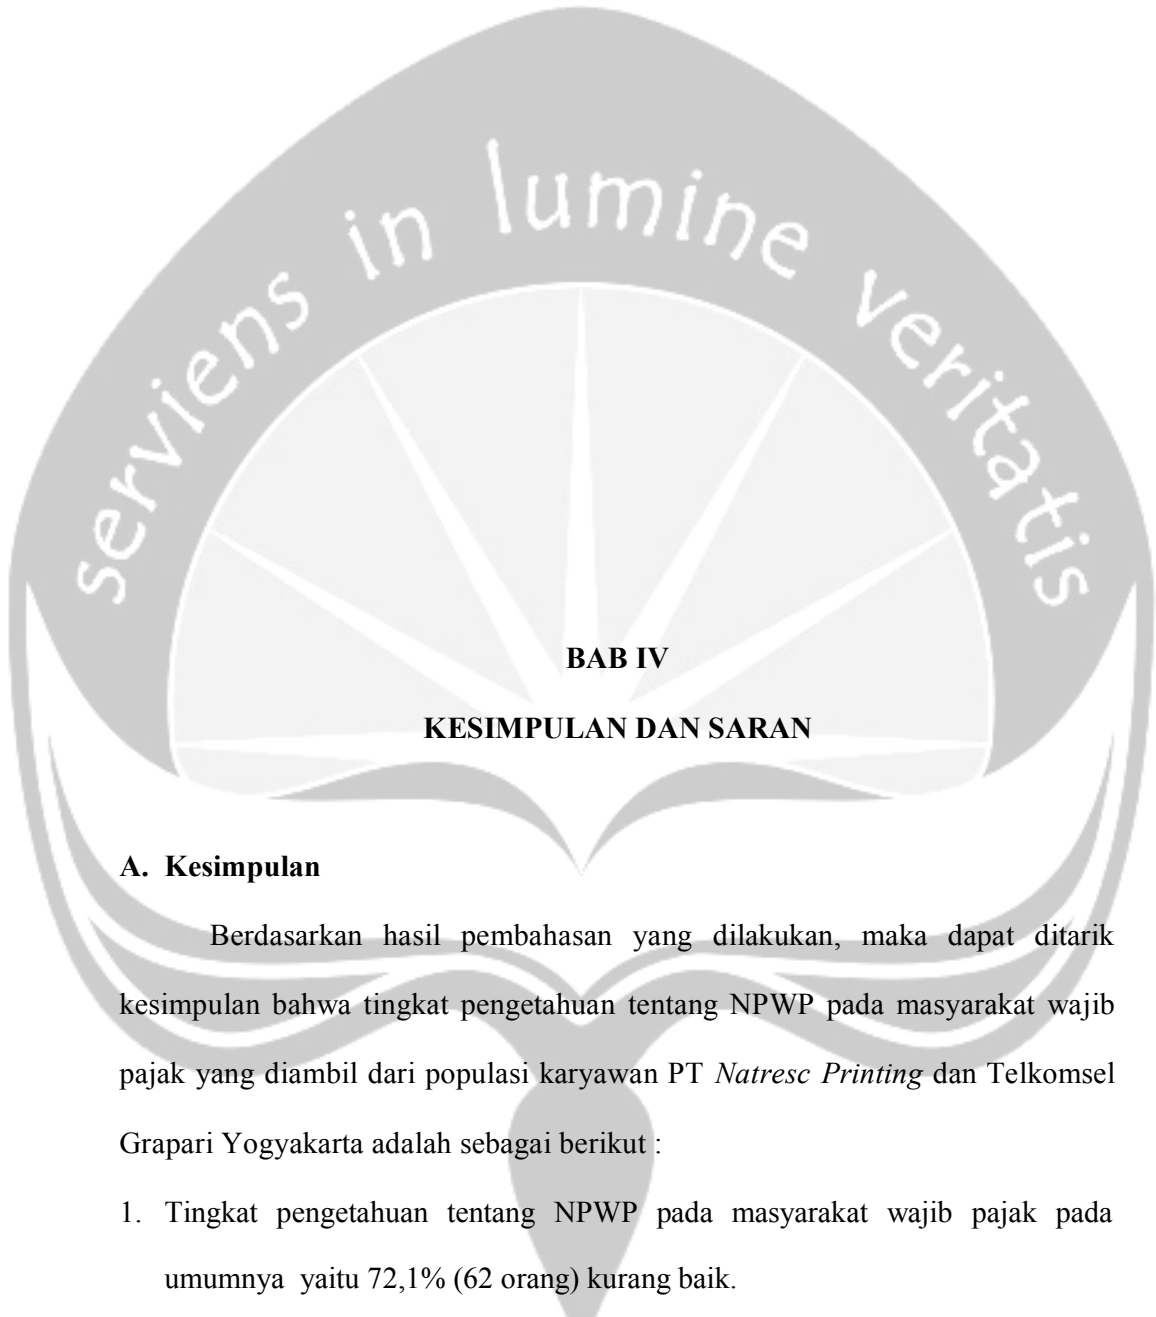 serviens in lumine veritatis
BAB IV
KESIMPULAN DAN SARAN
A. Kesimpulan
Berdasarkan hasil pembahasan yang dilakukan, maka dapat ditarik
kesimpulan bahwa tingkat pengetahuan tentang NPWP pada masyarakat wajib
pajak yang diambil dari populasi karyawan PT Natresc Printing dan Telkomsel
Grapari Yogyakarta adalah sebagai berikut :
1. Tingkat pengetahuan tentang NPWP pada masyarakat wajib pajak pada
umumnya yaitu 72,1% (62 orang) kurang baik.